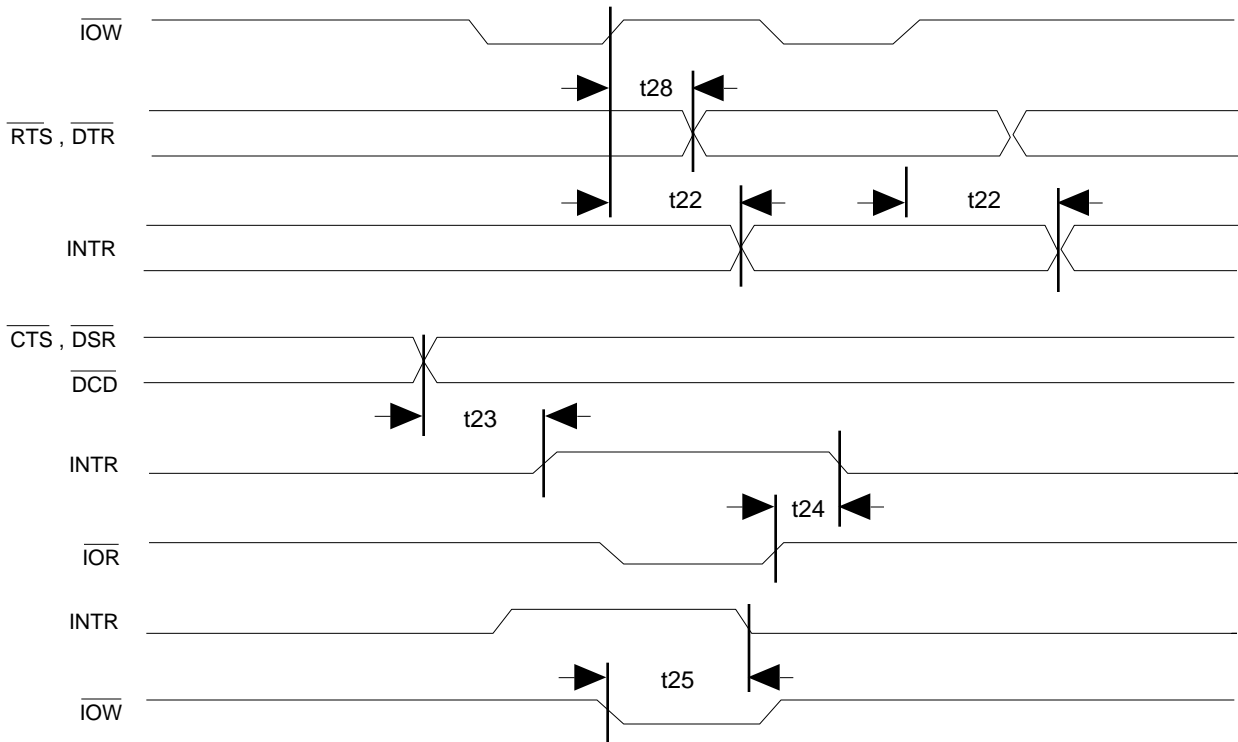 IOW
t28
RTS , DTR
t22 t22
INTR
CTS , DSR
DCD
t23
INTR
t24
IOR
INTR
t25
IOW